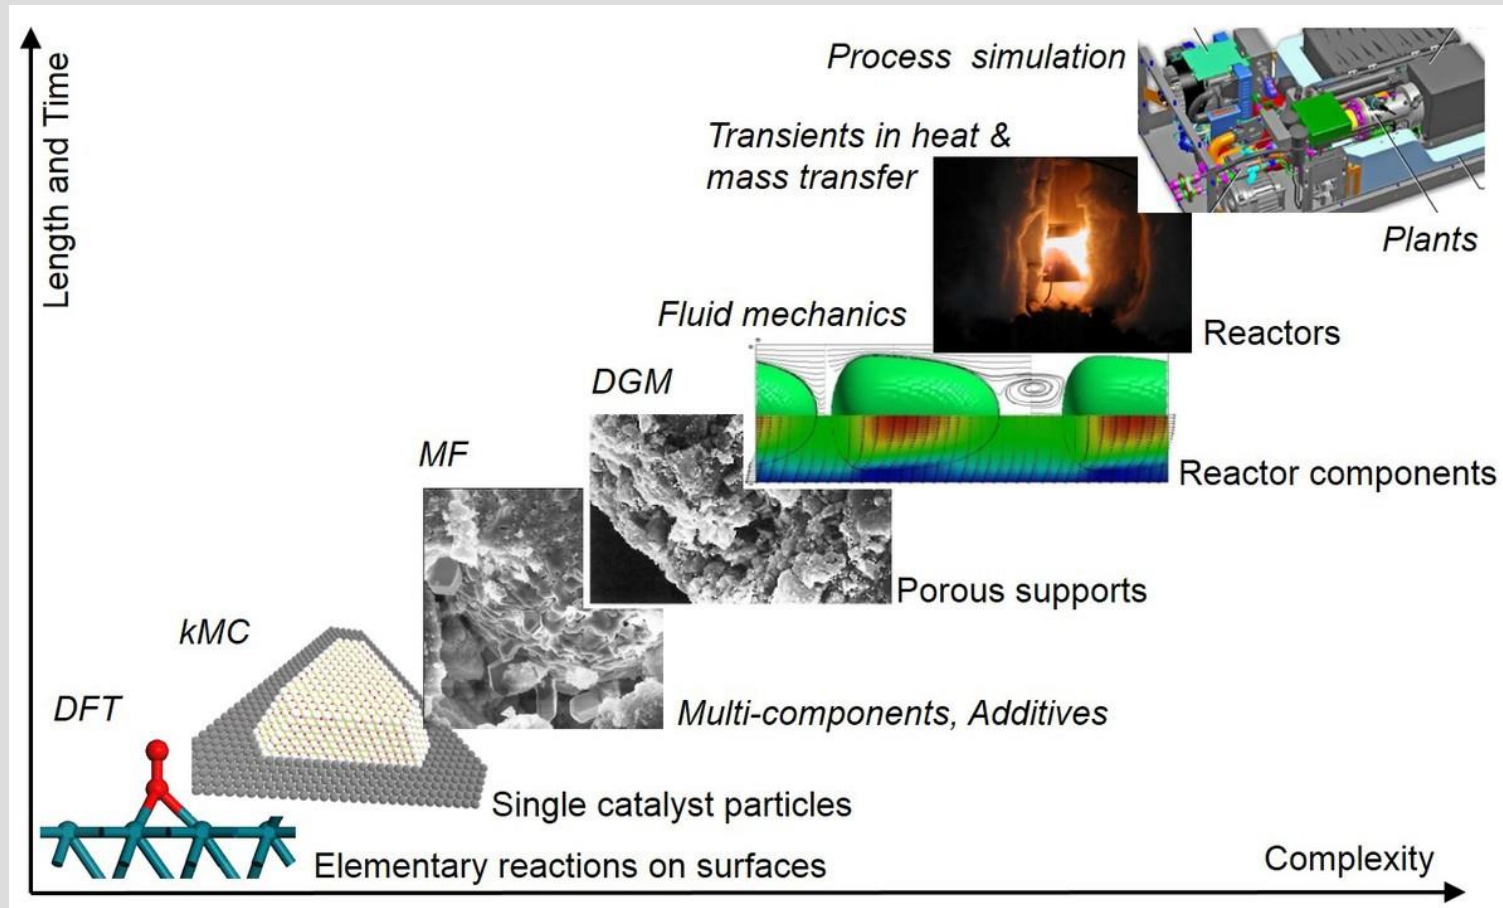 Length and Time
Process simulation
Transients in heat &
mass transfer
Plants
Fluid mechanics
Reactors
DGM
Reactor components
MF
Porous supports
kMC
Multi-components, Additives
DFT
Single catalyst particles
Elementary reactions on surfaces
Complexity